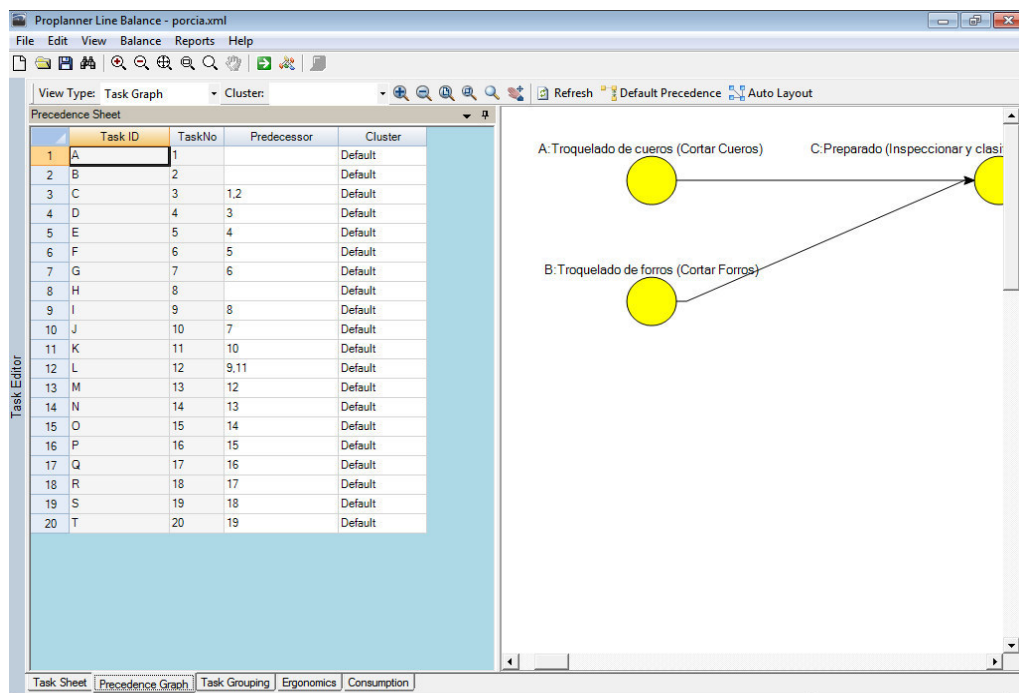 Proplanner Line Balance - porcia.xml
File Edit View Balance Reports Help
View Type: Task Graph Cluster: Refresh Default Precedence Auto Layout
Precedence Sheet
Task ID TaskNo Predecessor Cluster
1 A 1 Default
2 B 2 Default
3 C 3 1,2 Default
4 D 4 3 Default
5 E 5 4 Default
6 F 6 5 Default
7 G 7 6 Default
8 H 8 Default
9 I 9 8 Default
10 J 10 7 Default
11 K 11 10 Default
12 L 12 9,11 Default
13 M 13 12 Default
14 N 14 13 Default
15 O 15 14 Default
16 P 16 15 Default
17 Q 17 16 Default
18 R 18 17 Default
19 S 19 18 Default
20 T 20 19 Default
A:Troquelado de cueros (Cortar Cueros) C:Preparado (Inspeccionar y clasi
B:Troquelado de forros (Cortar Forros)
Task Editor
Task Sheet Precedence Graph Task Grouping Ergonomics Consumption